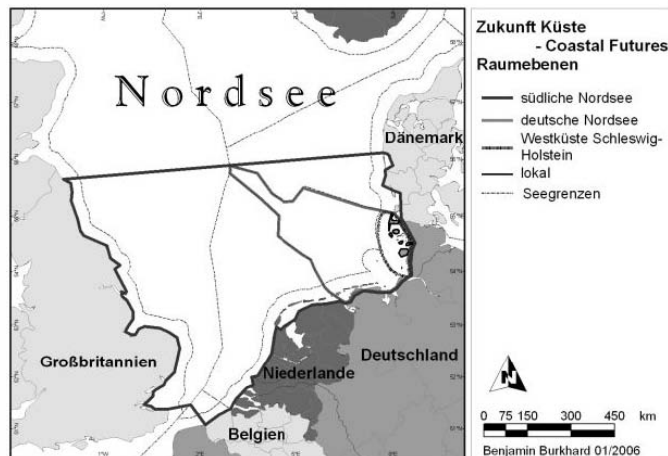 Nordsee
Dänemark
Großbritannien
Deutschland
Niederlande
Belgien
Zukunft Küste
- Coastal Futures
Raumebenen
südliche Nordsee
deutsche Nordsee
Westküste Schleswig-
Holstein
lokal
Seegrenzen
N
0 75 150 300 450 km
Benjamin Burkhard 01/2006